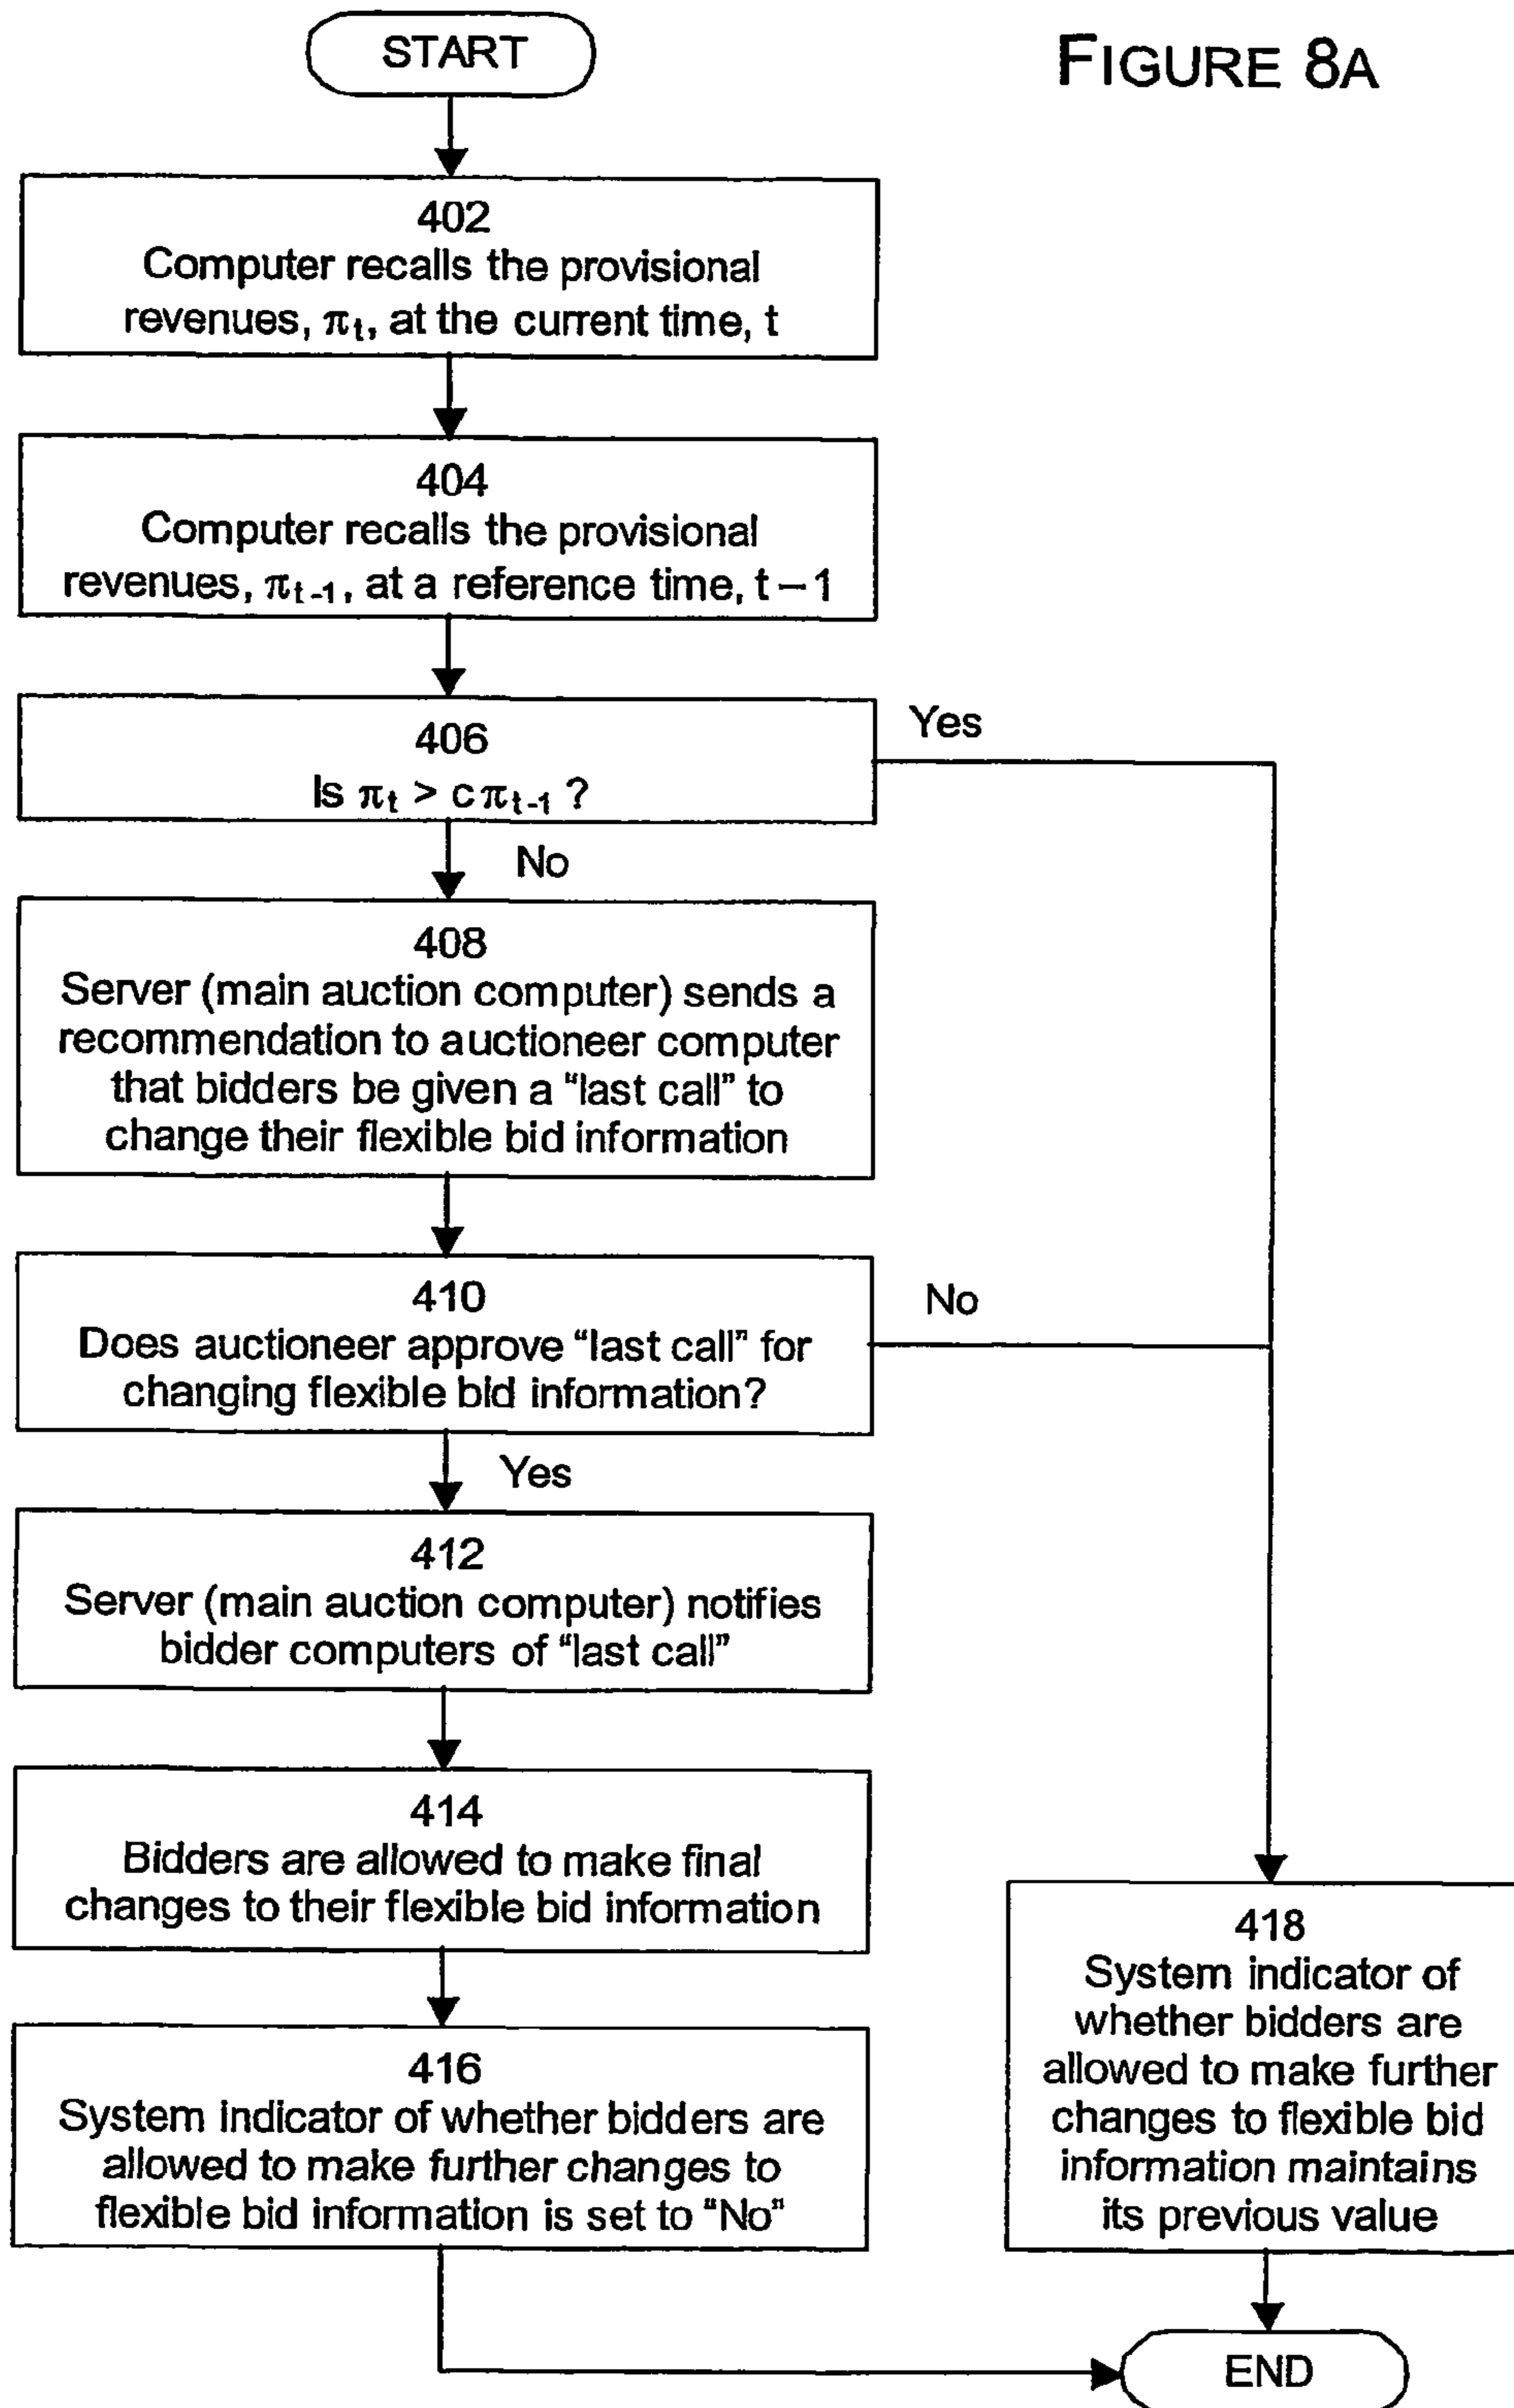 START
FIGURE 8A
402
Computer recalls the provisional
revenues, πt, at the current time, t
404
Computer recalls the provisional
revenues, πt-1, at a reference time, t – 1
406
Is πt > cπt-1 ?
Yes
No
408
Server (main auction computer) sends a
recommendation to auctioneer computer
that bidders be given a “last call” to
change their flexible bid information
410
Does auctioneer approve “last call” for
changing flexible bid information?
No
Yes
412
Server (main auction computer) notifies
bidder computers of “last call”
414
Bidders are allowed to make final
changes to their flexible bid information
416
System indicator of whether bidders are
allowed to make further changes to
flexible bid information is set to “No”
418
System indicator of
whether bidders are
allowed to make further
changes to flexible bid
information maintains
its previous value
END